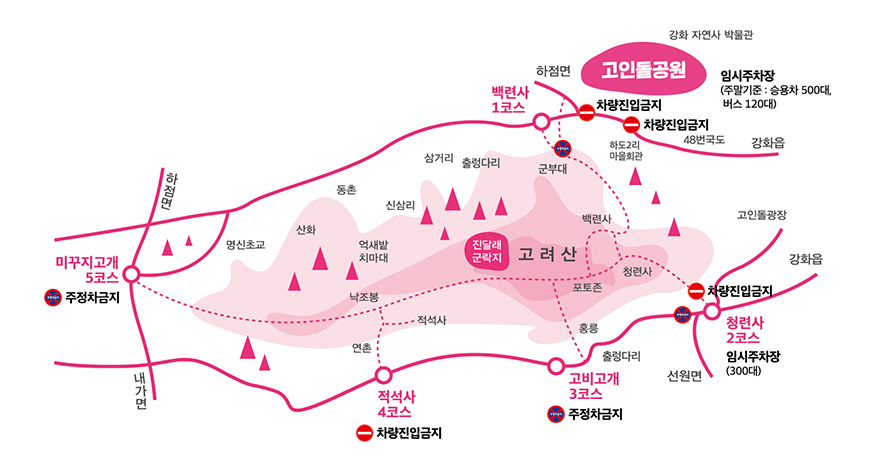 강화 자연사 박물관
고인돌공원
임시주차장
(주말기준 : 승용차 500대,
버스 120대)
하점면
백련사
1코스
차량진입금지
차량진입금지
48번국도
강화읍
하도2리
마을회관
삼거리
출렁다리
군부대
하점면
동촌
신삼리
백련사
고인돌광장
산화
명신초교
억새밭
치마대
진달래
군락지
고려산
청련사
강화읍
미꾸지고개
5코스
주정차금지
낙조봉
포토존
차량진입금지
적석사
홍릉
청련사
2코스
연촌
출렁다리
임시주차장
(300대)
선원면
내가면
적석사
4코스
고비고개
3코스
차량진입금지
주정차금지